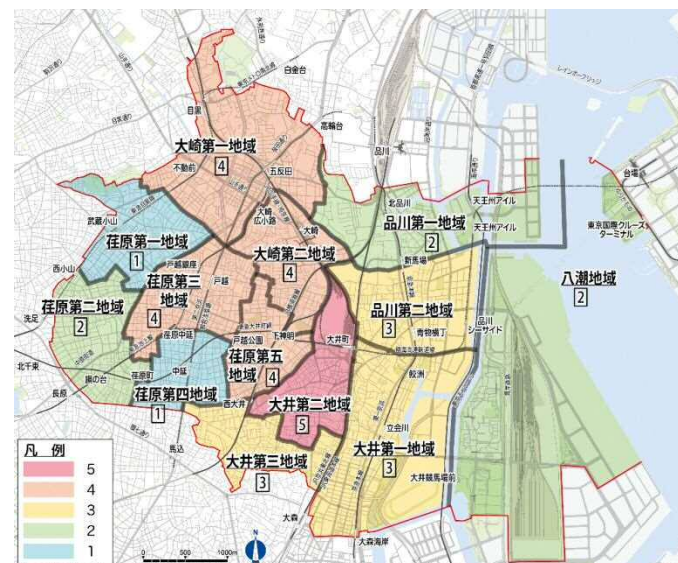 白金台
目黒
高輪台
大崎第一地域
4
不動前
五反田
品川
レインボーブリッジ
台場
武蔵小山
大崎
広小路
大崎
北品川
天王州アイル
天王州アイル
東京国際クルーズ
ターミナル
品川第一地域
2
荏原第一地域
1
大崎第二地域
4
新馬場
八潮地域
2
西小山
戸越銀座
戸越
荏原第三
地域
4
荏原第二地域
2
品川第二地域
3
洗足
青物横丁
品川
シーサイド
大井町
荏原中延
戸越公園
下神明
北千束
旗の台
荏原町
中延
荏原第五
地域
4
鮫洲
長原
荏原第四地域
1
西大井
大井第二地域
5
立会川
馬込
大井第三地域
3
大井第一地域
3
大井競馬場前
大森
大森海岸
凡 例
5
4
3
2
1
N
0
500
1000m